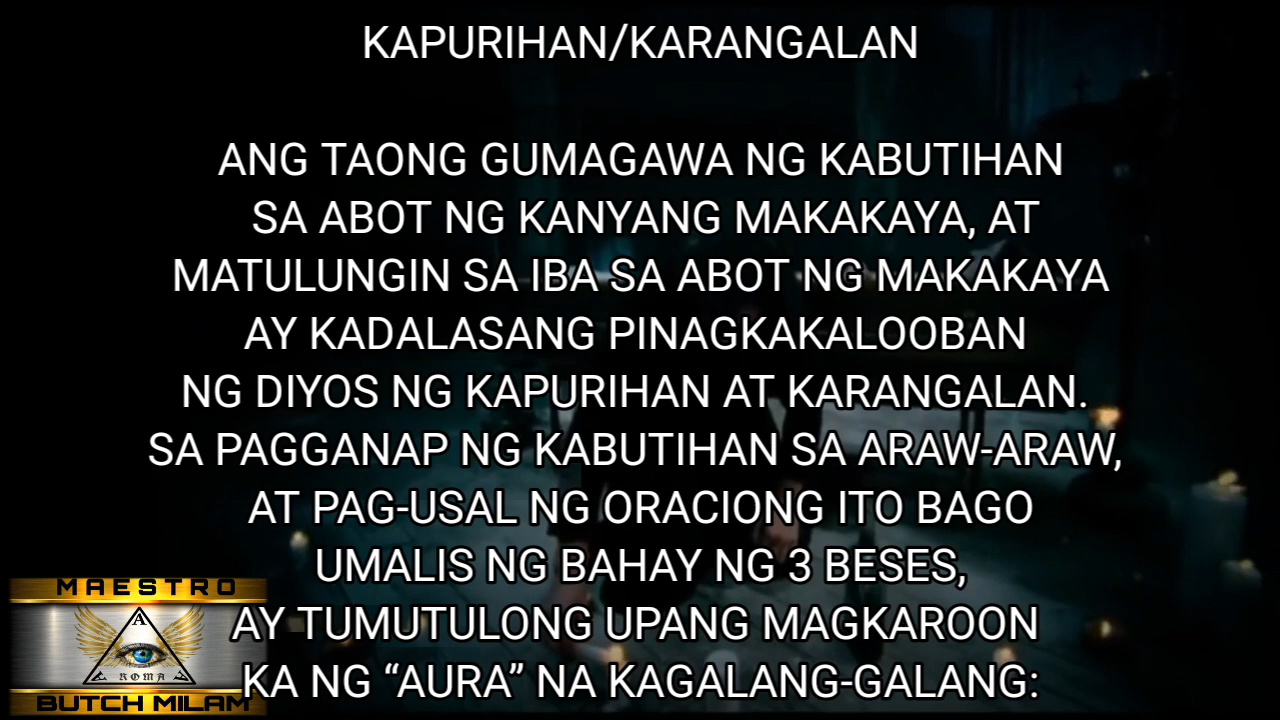 KAPURIHAN/KARANGALAN
ANG TAONG GUMAGAWA NG KABUTIHAN
SA ABOT NG KANYANG MAKAKAYA, AT
MATULUNGIN SA IBA SA ABOT NG MAKAKAYA
AY KADALASANG PINAGKAKALOOBAN
NG DIYOS NG KAPURIHAN AT KARANGALAN.
SA PAGGANAP NG KABUTIHAN SA ARAW-ARAW,
AT PAG-USAL NG ORACIONG ITO BAGO
UMALIS NG BAHAY NG 3 BESES,
AY TUMUTULONG UPANG MAGKAROON
KA NG “AURA” NA KAGALANG-GALANG:
MAESTRO
A
ROMA
BUTCH MILAM